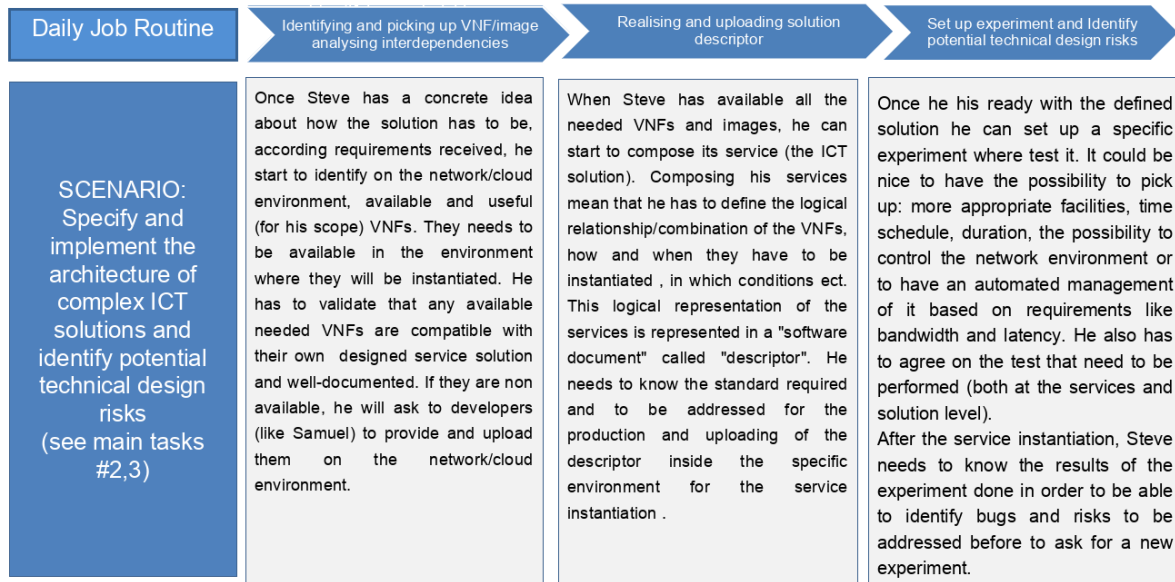 Daily Job Routine
Identifying and picking up VNF/image
analysing interdependencies
Realising and uploading solution
descriptor
Set up experiment and Identify
potential technical design risks
SCENARIO:
Specify and
implement the
architecture of
complex ICT
solutions and
identify potential
technical design
risks
(see main tasks
#2,3)
Once Steve has a concrete idea
about how the solution has to be,
according requirements received, he
start to identify on the network/cloud
environment, available and useful
(for his scope) VNFs. They needs to
be available in the environment
where they will be instantiated. He
has to validate that any available
needed VNFs are compatible with
their own designed service solution
and well-documented. If they are non
available, he will ask to developers
(like Samuel) to provide and upload
them on the network/cloud
environment.
When Steve has available all the
needed VNFs and images, he can
start to compose its service (the ICT
solution). Composing his services
mean that he has to define the logical
relationship/combination of the VNFs,
how and when they have to be
instantiated , in which conditions ect.
This logical representation of the
services is represented in a "software
document" called "descriptor". He
needs to know the standard required
and to be addressed for the
production and uploading of the
descriptor inside the specific
environment for the service
instantiation .
Once he his ready with the defined
solution he can set up a specific
experiment where test it. It could be
nice to have the possibility to pick
up: more appropriate facilities, time
schedule, duration, the possibility to
control the network environment or
to have an automated management
of it based on requirements like
bandwidth and latency. He also has
to agree on the test that need to be
performed (both at the services and
solution level).
After the service instantiation, Steve
needs to know the results of the
experiment done in order to be able
to identify bugs and risks to be
addressed before to ask for a new
experiment.